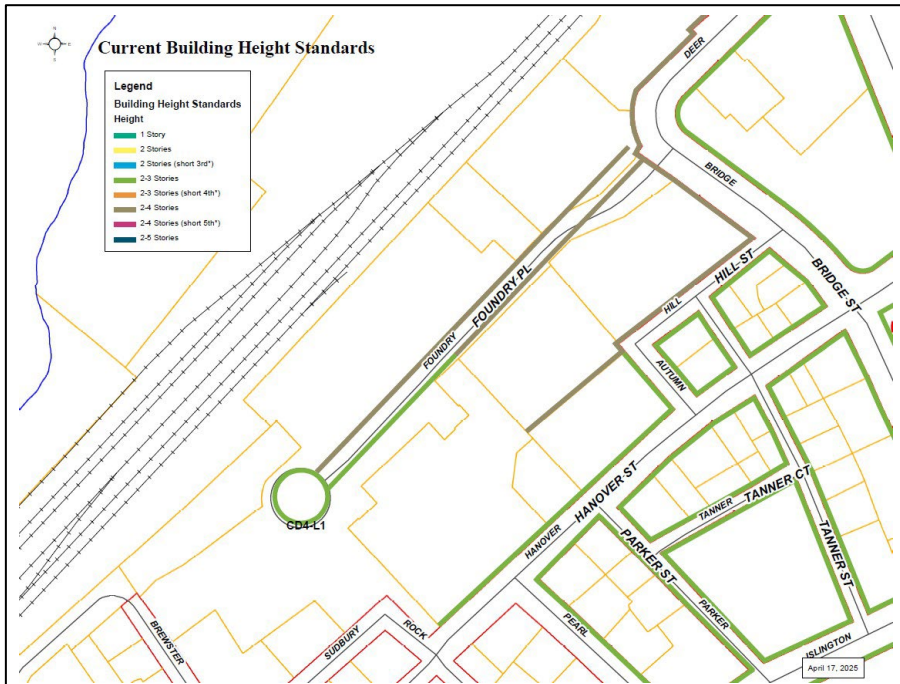 N
W
E
S
Current Building Height Standards
Legend
Building Height Standards
Height
1 Story
2 Stories
2 Stories (short 3rd*)
2-3 Stories
2-3 Stories (short 4th*)
2-4 Stories
2-4 Stories (short 5th*)
2-5 Stories
DEER
BRIDGE
BRIDGE ST
HILL ST
HILL
FOUNDRY PL
FOUNDRY
AUTUMN
CD4-L1
HANOVER ST
HANOVER
TANNER CT
TANNER
TANNER ST
PARKER ST
PARKER
PEARL
ROCK
SUDBURY
BREWSTER
ISLINGTON
April 17, 2025